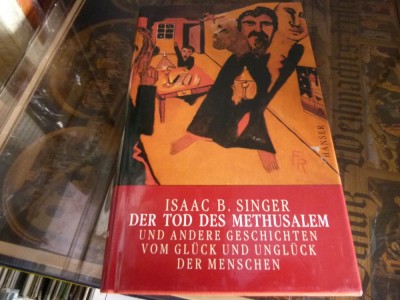 HANSER
ISAAC B. SINGER
DER TOD DES METHUSALEM
UND ANDERE GESCHICHTEN
VOM GLÜCK UND UNGLÜCK
DER MENSCHEN